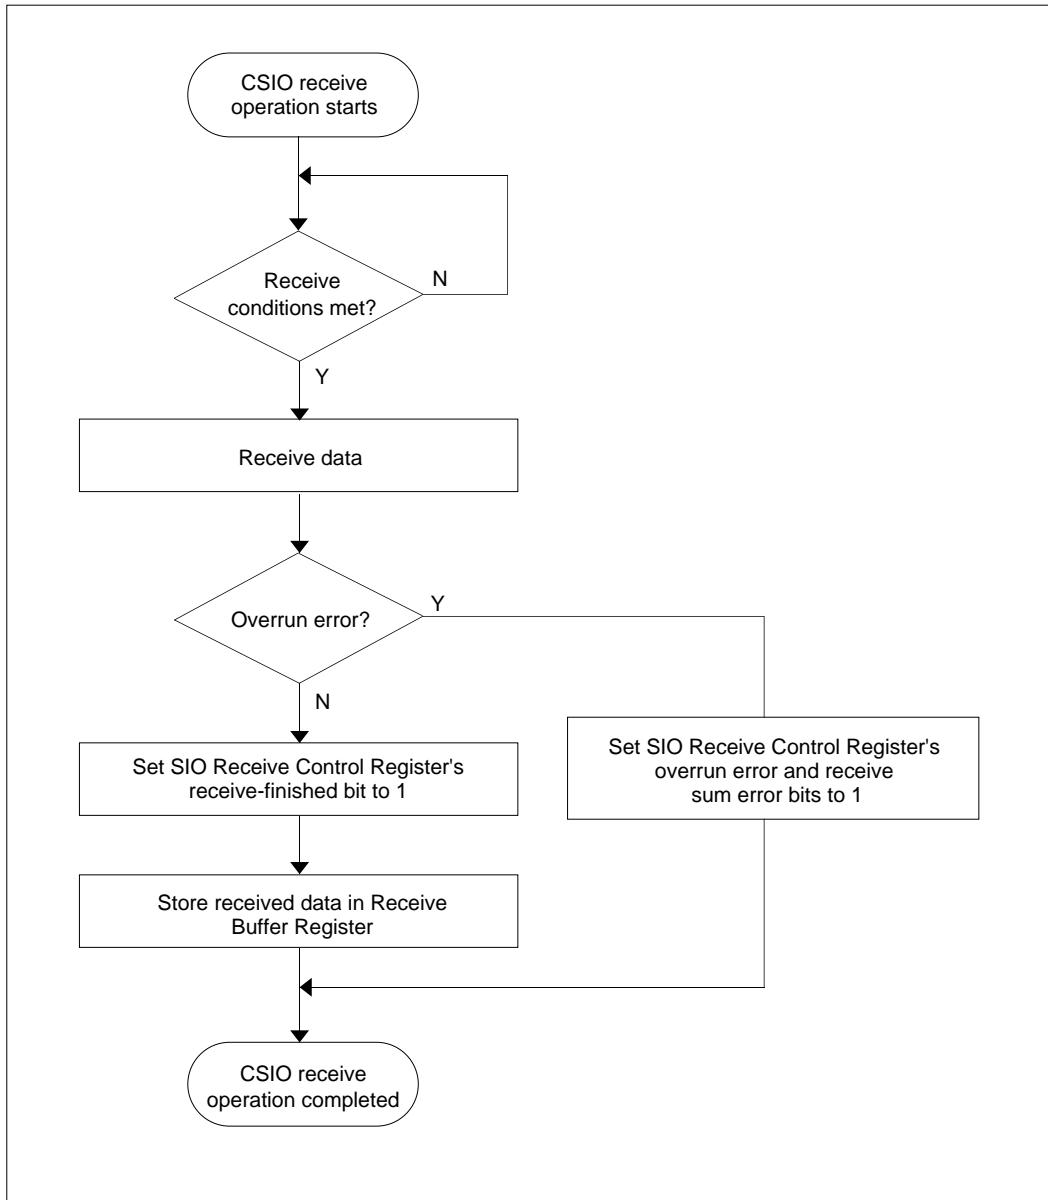 CSIO receive
operation starts
Receive
conditions met?
N
Y
Receive data
Overrun error?
Y
N
Set SIO Receive Control Register's
receive-finished bit to 1
Set SIO Receive Control Register's
overrun error and receive
sum error bits to 1
Store received data in Receive
Buffer Register
CSIO receive
operation completed